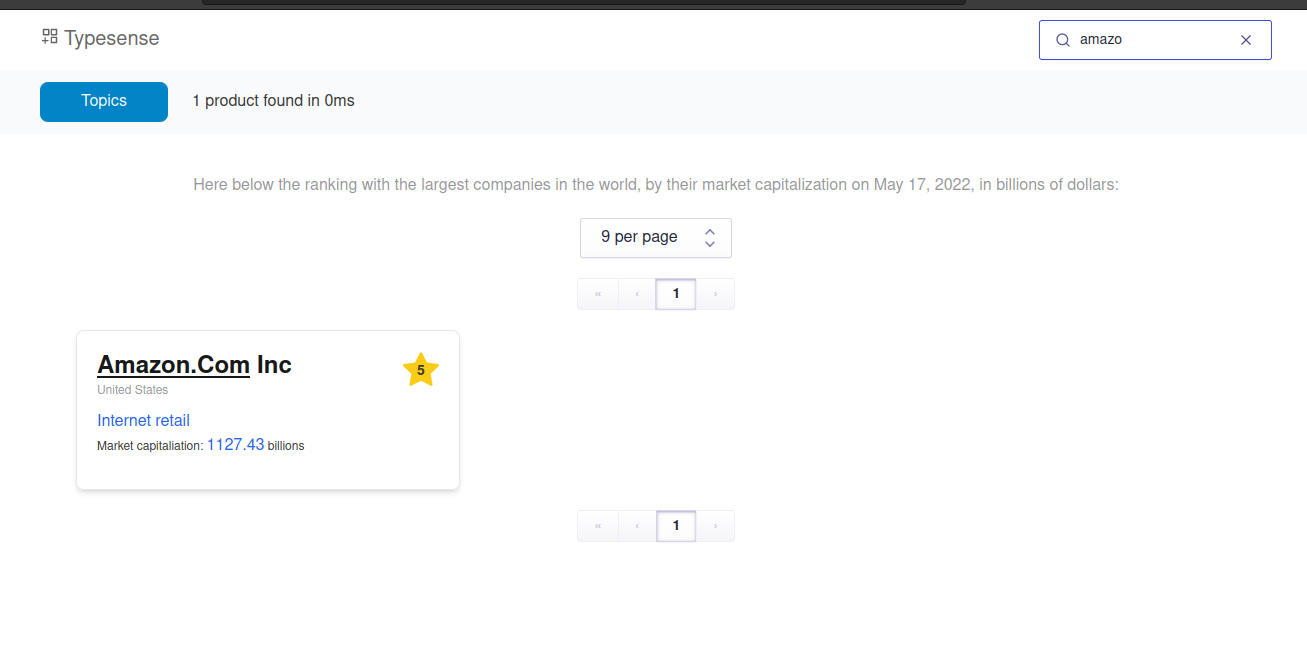 Typesense
amazo
Topics
1 product found in 0ms
Here below the ranking with the largest companies in the world, by their market capitalization on May 17, 2022, in billions of dollars:
9 per page
« ‹ 1 ›
Amazon.Com Inc
5
United States
Internet retail
Market capitaliation: 1127.43 billions
« ‹ 1 ›